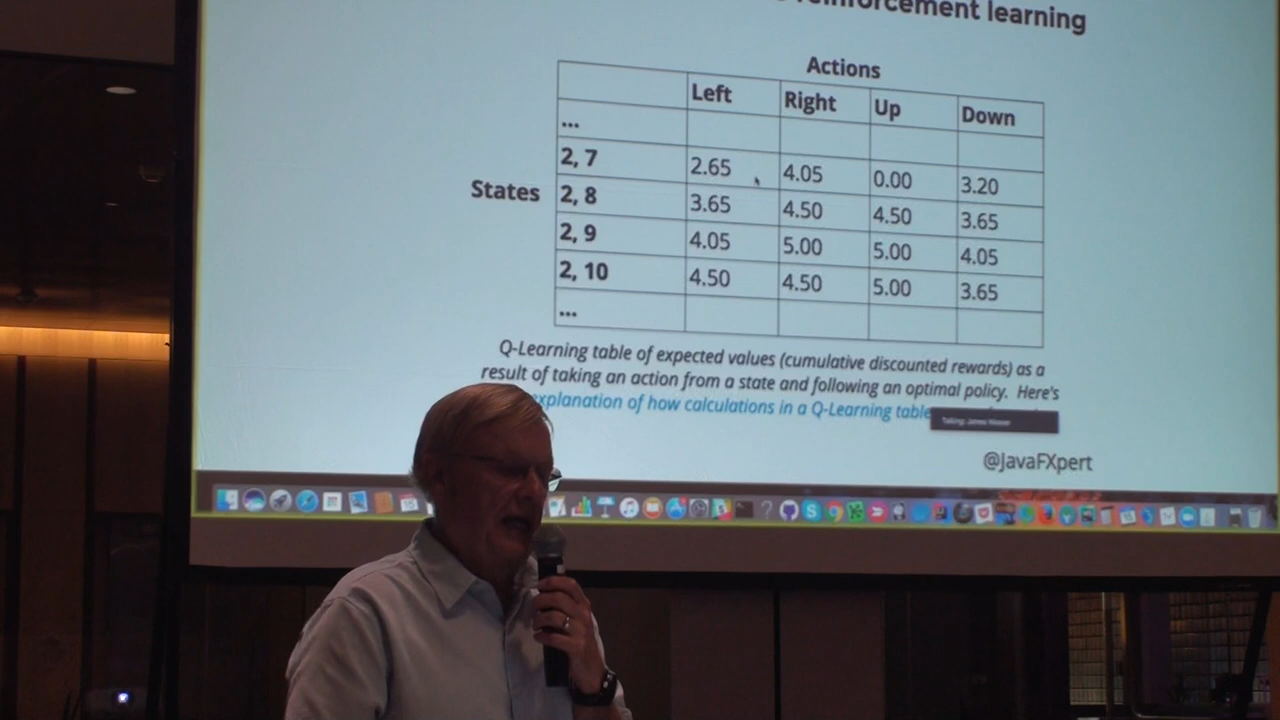 reinforcement learning
Actions
Left Right Up Down
...
2, 7 2.65 4.05 0.00 3.20
States 2, 8 3.65 4.50 4.50 3.65
2, 9 4.05 5.00 5.00 4.05
2, 10 4.50 4.50 5.00 3.65
...
Q-Learning table of expected values (cumulative discounted rewards) as a
result of taking an action from a state and following an optimal policy. Here's
explanation of how calculations in a Q-Learning table
Talking: James Weaver
@JavaFXpert